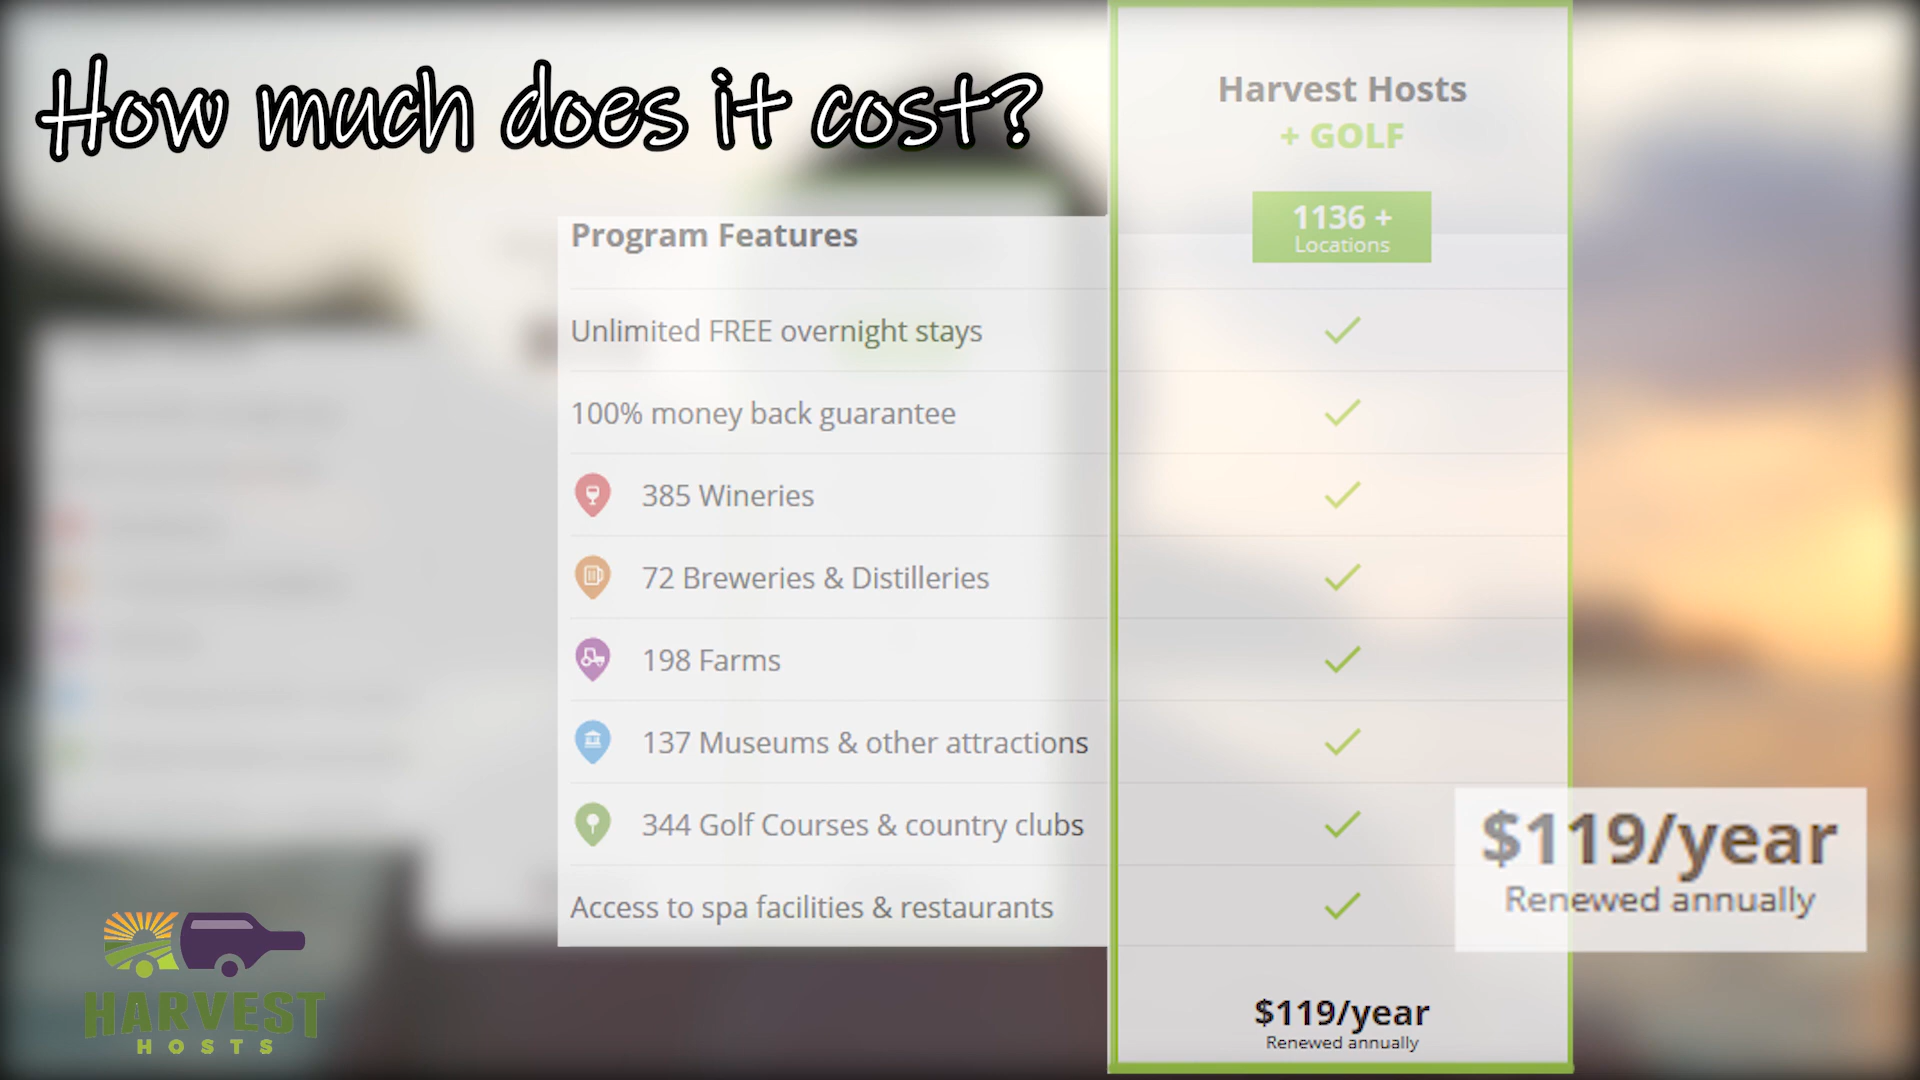 How much does it cost?
Harvest Hosts
+ GOLF
1136 +
Locations
Program Features
Unlimited FREE overnight stays
100% money back guarantee
385 Wineries
72 Breweries & Distilleries
198 Farms
137 Museums & other attractions
344 Golf Courses & country clubs
Access to spa facilities & restaurants
$119/year
Renewed annually
$119/year
Renewed annually
HARVEST
HOSTS